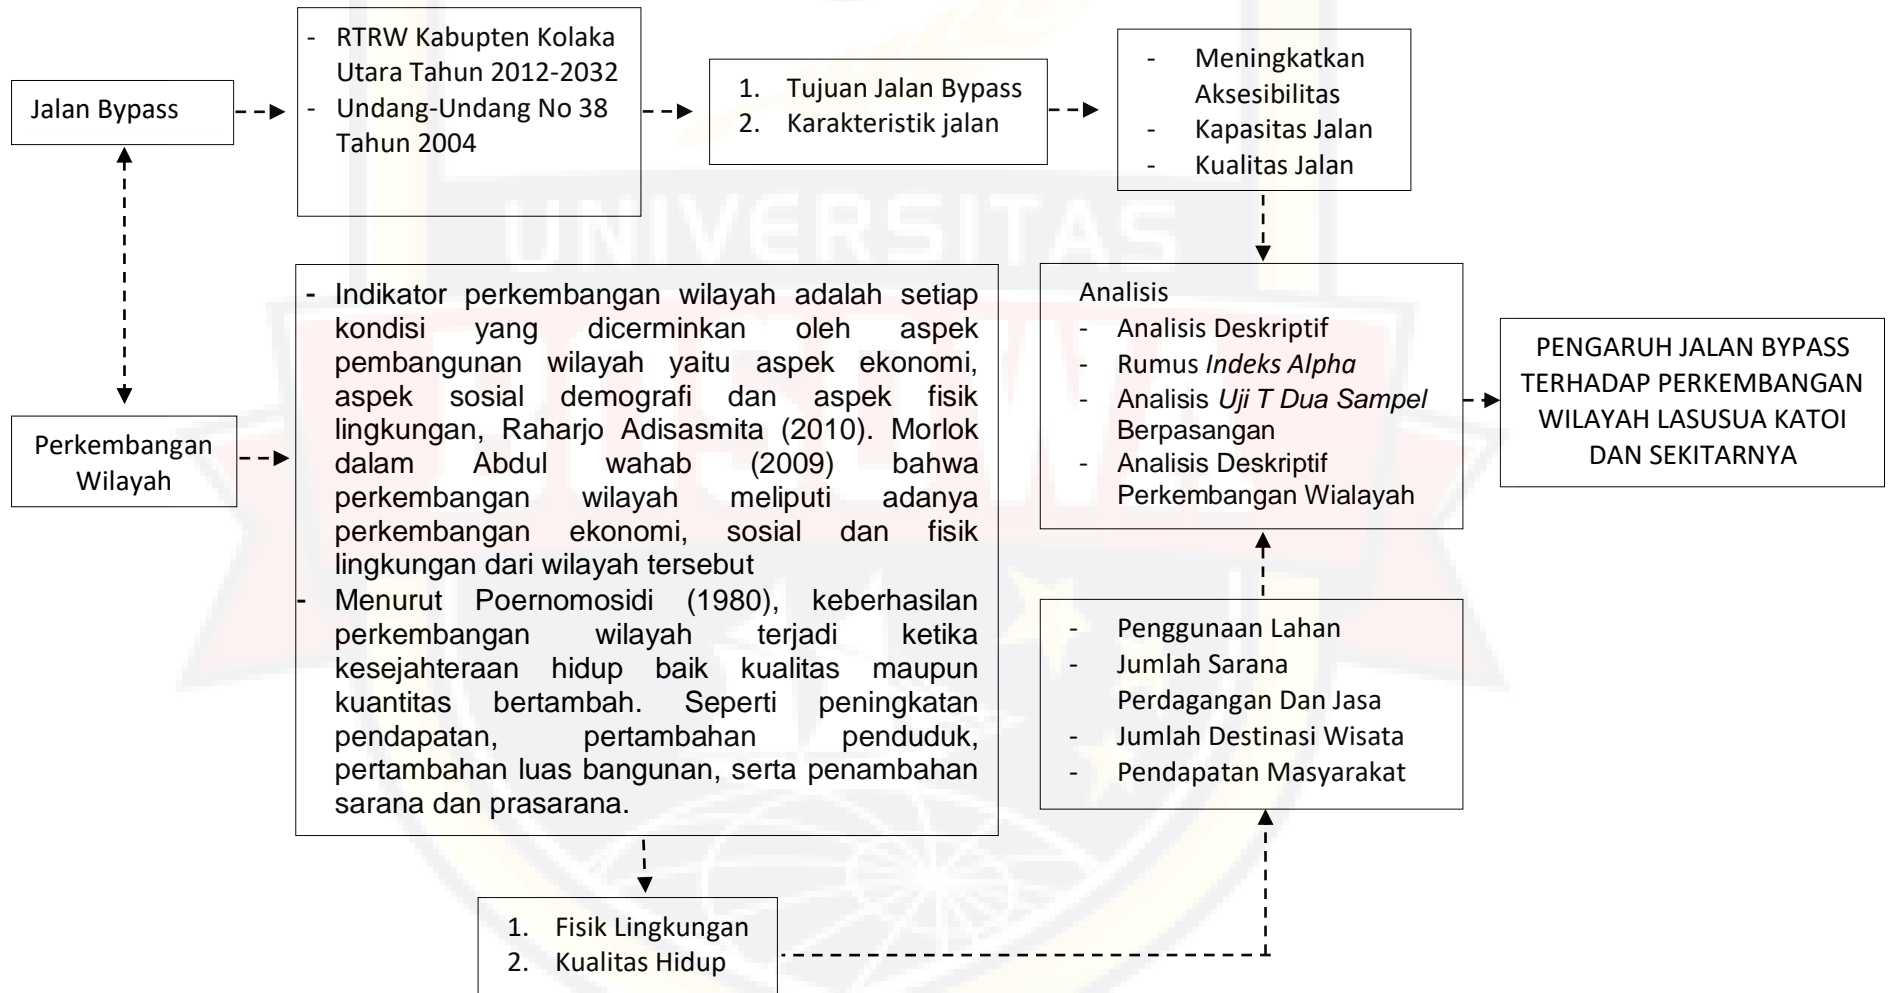 Jalan Bypass
- RTRW Kabupten Kolaka
Utara Tahun 2012-2032
- Undang-Undang No 38
Tahun 2004
1. Tujuan Jalan Bypass
2. Karakteristik jalan
- Meningkatkan
Aksesibilitas
- Kapasitas Jalan
- Kualitas Jalan
UNIVERSITAS
BOSOWA
Perkembangan
Wilayah
- Indikator perkembangan wilayah adalah setiap
kondisi yang dicerminkan oleh aspek
pembangunan wilayah yaitu aspek ekonomi,
aspek sosial demografi dan aspek fisik
lingkungan, Raharjo Adisasmita (2010). Morlok
dalam Abdul wahab (2009) bahwa
perkembangan wilayah meliputi adanya
perkembangan ekonomi, sosial dan fisik
lingkungan dari wilayah tersebut
- Menurut Poernomosidi (1980), keberhasilan
perkembangan wilayah terjadi ketika
kesejahteraan hidup baik kualitas maupun
kuantitas bertambah. Seperti peningkatan
pendapatan, pertambahan penduduk,
pertambahan luas bangunan, serta penambahan
sarana dan prasarana.
1. Fisik Lingkungan
2. Kualitas Hidup
- Penggunaan Lahan
- Jumlah Sarana
Perdagangan Dan Jasa
- Jumlah Destinasi Wisata
- Pendapatan Masyarakat
Analisis
- Analisis Deskriptif
- Rumus Indeks Alpha
- Analisis Uji T Dua Sampel
Berpasangan
- Analisis Deskriptif
Perkembangan Wialayah
PENGARUH JALAN BYPASS
TERHADAP PERKEMBANGAN
WILAYAH LASUSUA KATOI
DAN SEKITARNYA